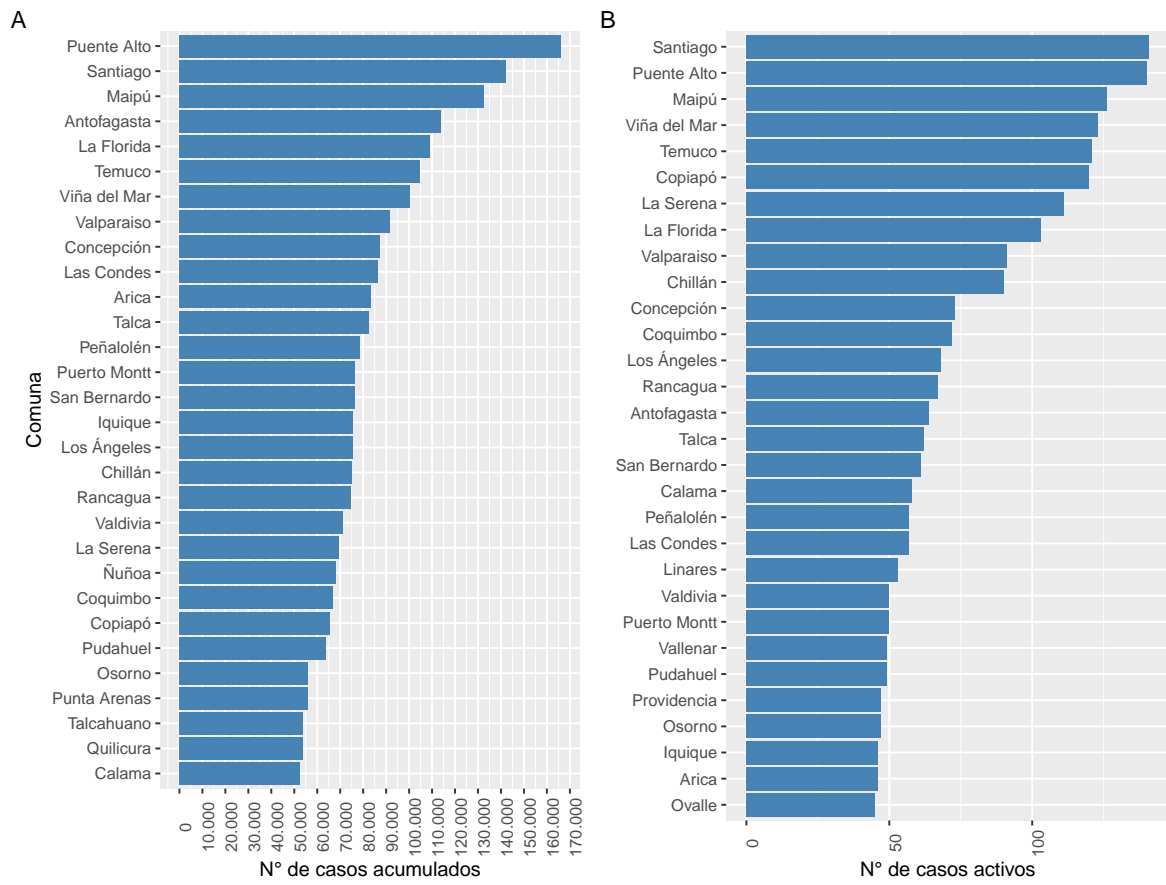 A
Comuna
Puente Alto
Santiago
Maipú
Antofagasta
La Florida
Temuco
Viña del Mar
Valparaiso
Concepción
Las Condes
Arica
Talca
Peñalolén
Puerto Montt
San Bernardo
Iquique
Los Ángeles
Chillán
Rancagua
Valdivia
La Serena
Ñuñoa
Coquimbo
Copiapó
Pudahuel
Osorno
Punta Arenas
Talcahuano
Quilicura
Calama
0
10.000
20.000
30.000
40.000
50.000
60.000
70.000
80.000
90.000
100.000
110.000
120.000
130.000
140.000
150.000
160.000
170.000
N° de casos acumulados
B
Santiago
Puente Alto
Maipú
Viña del Mar
Temuco
Copiapó
La Serena
La Florida
Valparaiso
Chillán
Concepción
Coquimbo
Los Ángeles
Rancagua
Antofagasta
Talca
San Bernardo
Calama
Peñalolén
Las Condes
Linares
Valdivia
Puerto Montt
Vallenar
Pudahuel
Providencia
Osorno
Iquique
Arica
Ovalle
0
50
100
N° de casos activos